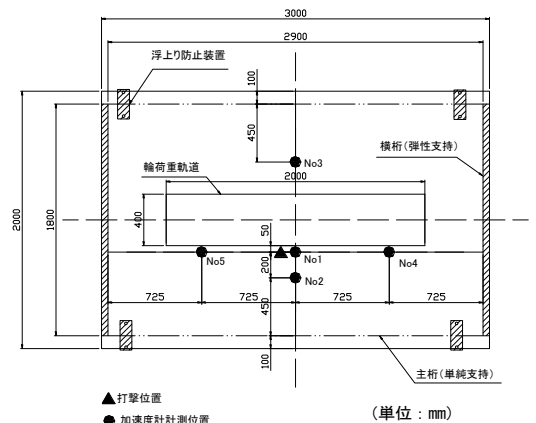 3000
2900
浮上り防止装置
100
450
No3
横桁(弾性支持)
輪荷重軌道
2000
2000
1800
400
50
No1
No5
No4
200
No2
725
725
725
725
450
100
主桁(単純支持)
▲打撃位置
●加速度計計測位置
(単位:mm)